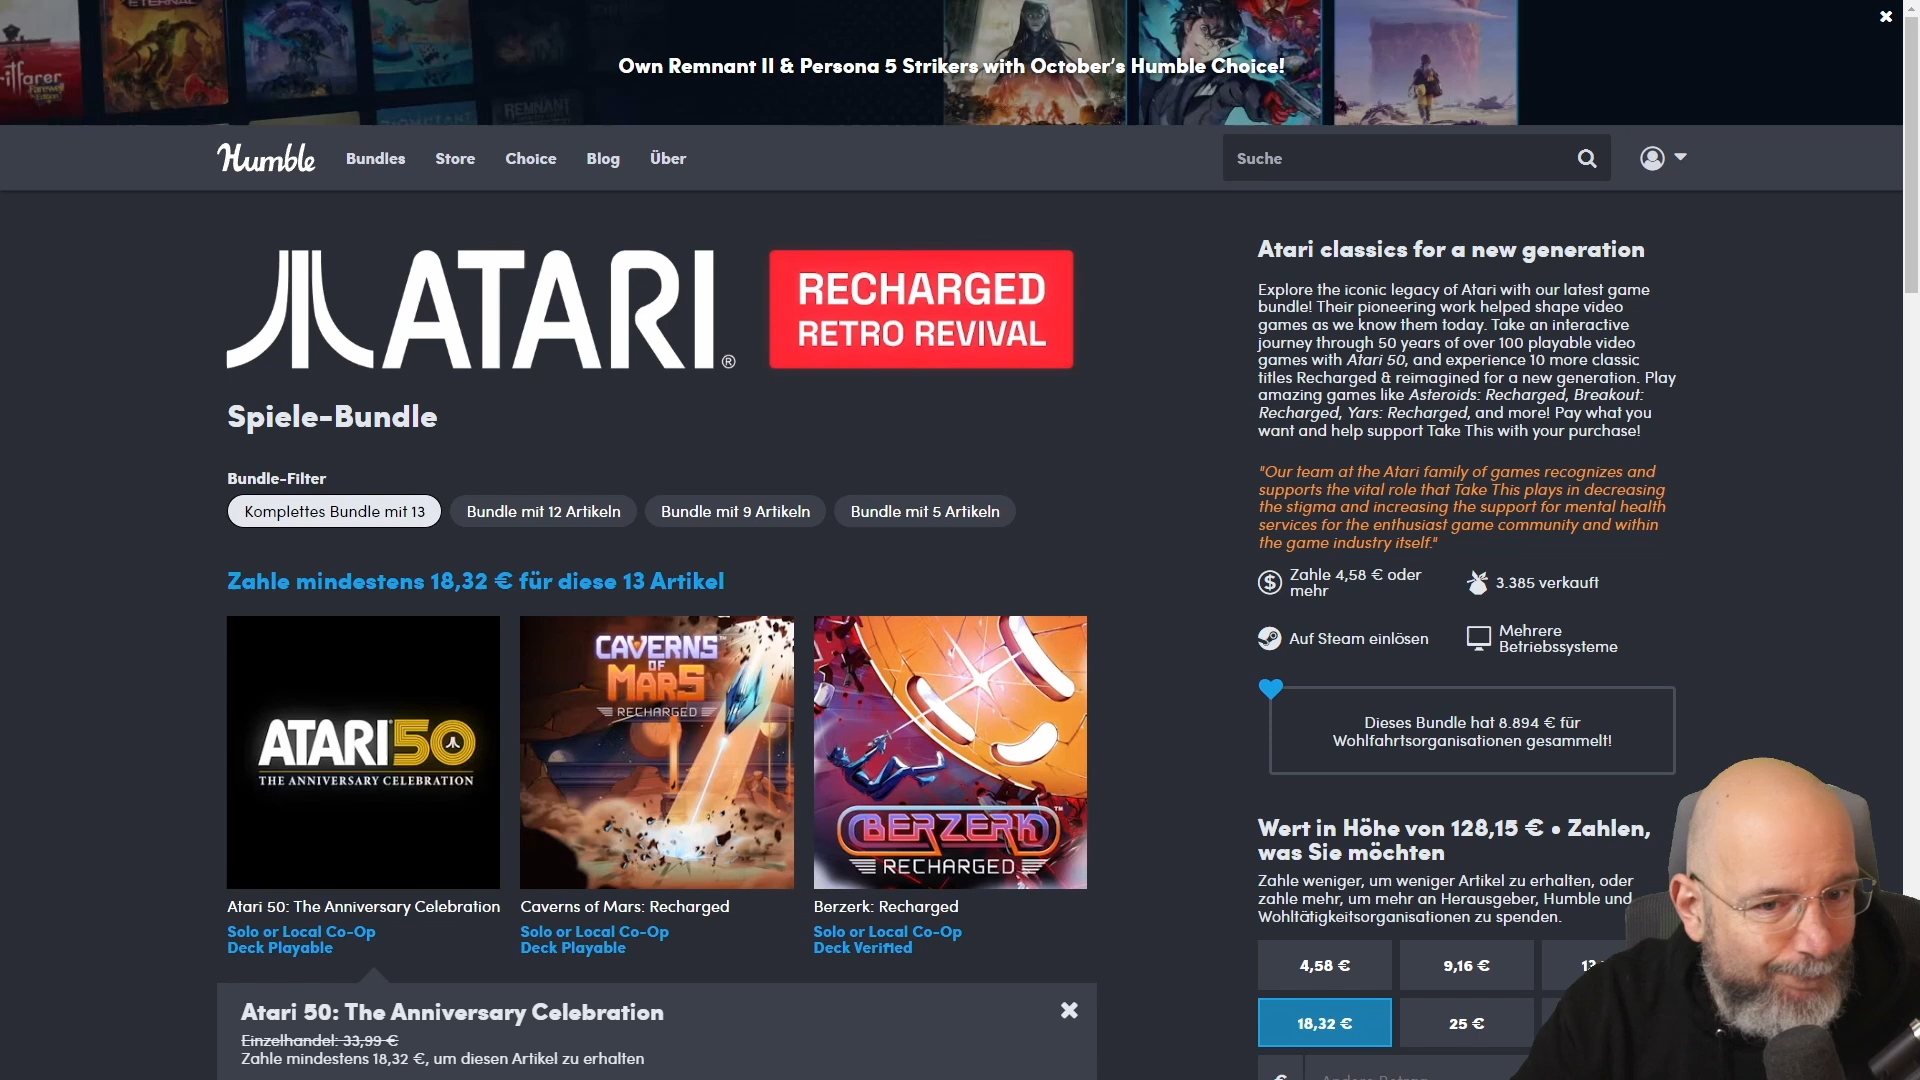 ETERNAL
ritfarer
Farewell
Edition
REMNANT
Own Remnant II & Persona 5 Strikers with October's Humble Choice!
Humble
Bundles
Store
Choice
Blog
Über
Suche
ATARI®
RECHARGED
RETRO REVIVAL
Spiele-Bundle
Bundle-Filter
Komplettes Bundle mit 13
Bundle mit 12 Artikeln
Bundle mit 9 Artikeln
Bundle mit 5 Artikeln
Zahle mindestens 18,32 € für diese 13 Artikel
ATARI 50
THE ANNIVERSARY CELEBRATION
CAVERNS™
OF
MARS
RECHARGED
BERZERK™
RECHARGED
Atari 50: The Anniversary Celebration
Solo or Local Co-Op
Deck Playable
Caverns of Mars: Recharged
Solo or Local Co-Op
Deck Playable
Berzerk: Recharged
Solo or Local Co-Op
Deck Verified
Atari 50: The Anniversary Celebration
Einzelhandel: 33,99 €
Zahle mindestens 18,32 €, um diesen Artikel zu erhalten
Atari classics for a new generation
Explore the iconic legacy of Atari with our latest game
bundle! Their pioneering work helped shape video
games as we know them today. Take an interactive
journey through 50 years of over 100 playable video
games with Atari 50, and experience 10 more classic
titles Recharged & reimagined for a new generation. Play
amazing games like Asteroids: Recharged, Breakout:
Recharged, Yars: Recharged, and more! Pay what you
want and help support Take This with your purchase!
"Our team at the Atari family of games recognizes and
supports the vital role that Take This plays in decreasing
the stigma and increasing the support for mental health
services for the enthusiast game community and within
the game industry itself."
Zahle 4,58 € oder
mehr
3.385 verkauft
Auf Steam einlösen
Mehrere
Betriebssysteme
Dieses Bundle hat 8.894 € für
Wohlfahrtsorganisationen gesammelt!
Wert in Höhe von 128,15 € • Zahlen,
was Sie möchten
Zahle weniger, um weniger Artikel zu erhalten, oder
zahle mehr, um mehr an Herausgeber, Humble und
Wohltätigkeitsorganisationen zu spenden.
4,58 €
9,16 €
18,32 €
25 €
€